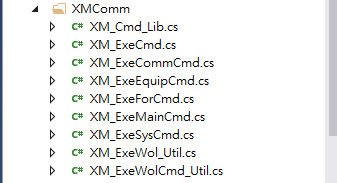 XMComm
C# XM_Cmd_Lib.cs
C# XM_ExeCmd.cs
C# XM_ExeCommCmd.cs
C# XM_ExeEquipCmd.cs
C# XM_ExeForCmd.cs
C# XM_ExeMainCmd.cs
C# XM_ExeSysCmd.cs
C# XM_ExeWol_Util.cs
C# XM_ExeWolCmd_Util.cs